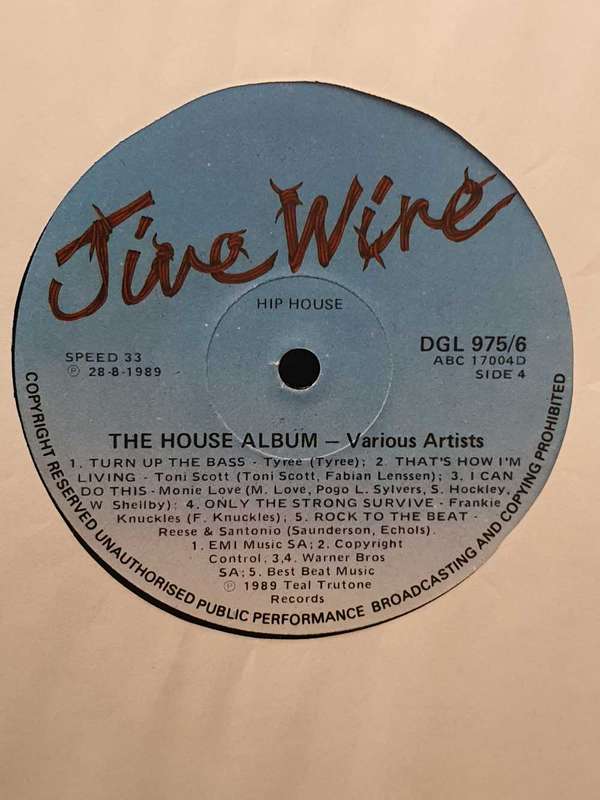 Jive Wire
HIP HOUSE
SPEED 33
Ⓟ 28-8-1989
DGL 975/6
ABC 17004D
SIDE 4
THE HOUSE ALBUM – Various Artists
1. TURN UP THE BASS - Tyree (Tyree); 2. THAT'S HOW I'M
LIVING - Toni Scott (Toni Scott, Fabian Lenssen); 3. I CAN
DO THIS - Monie Love (M. Love, Pogo L. Sylvers, S. Hockley,
W Shellby): 4. ONLY THE STRONG SURVIVE - Frankie
Knuckles (F. Knuckles); 5. ROCK TO THE BEAT -
Reese & Santonio (Saunderson, Echols).
1. EMI Music SA; 2. Copyright
Control, 3,4. Warner Bros
SA; 5. Best Beat Music
Ⓟ 1989 Teal Trutone
Records
COPYRIGHT RESERVED UNAUTHORISED PUBLIC PERFORMANCE BROADCASTING AND COPYING PROHIBITED